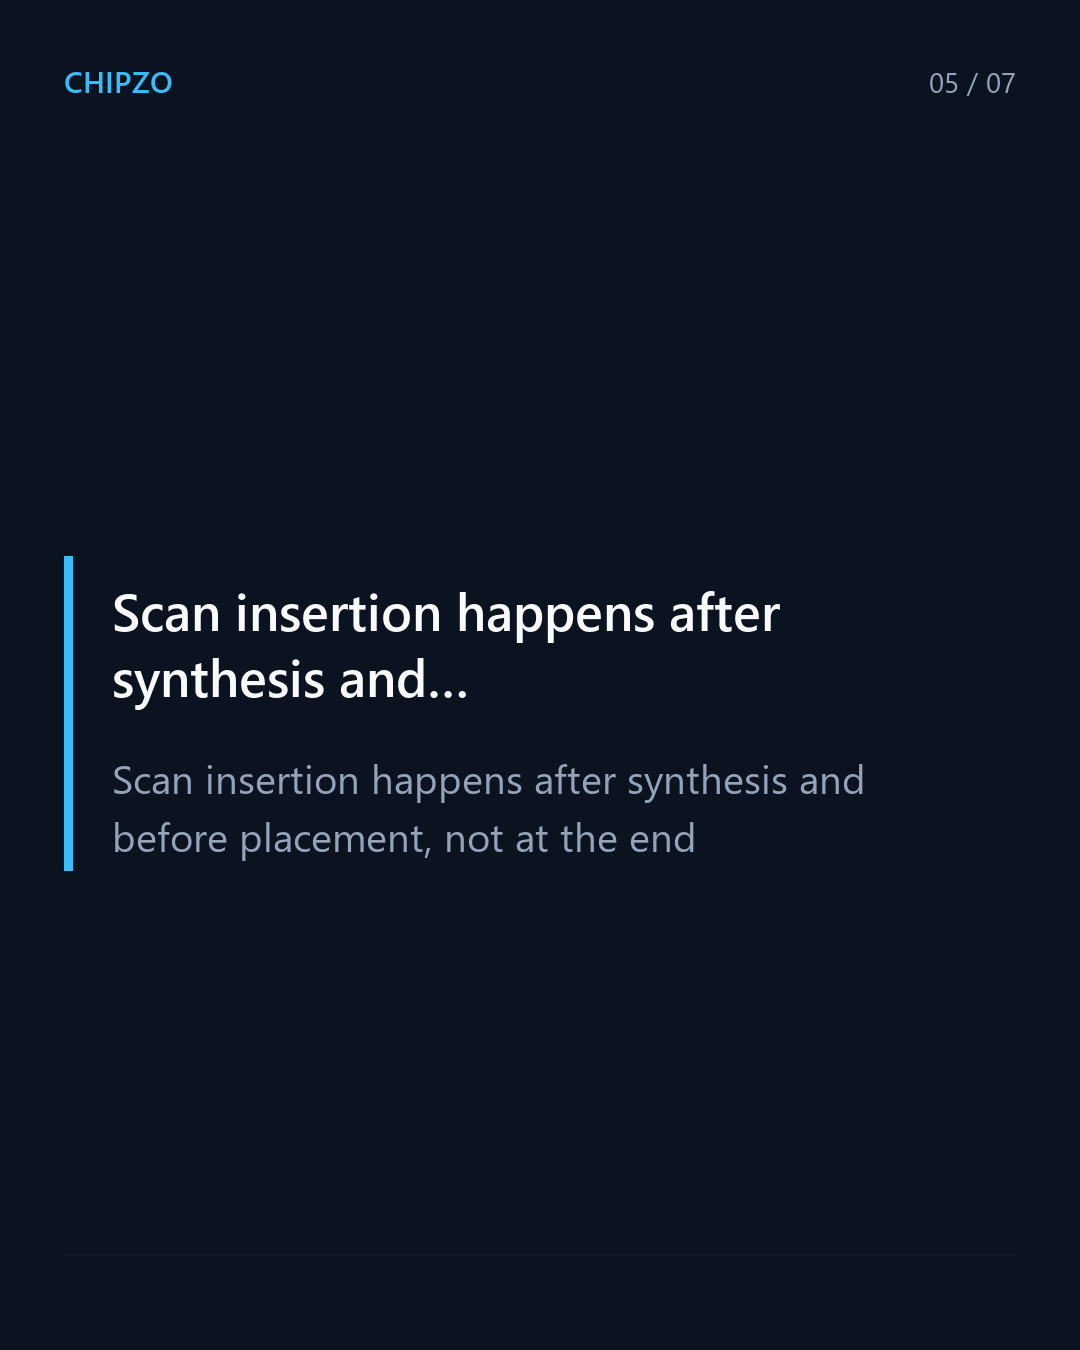 CHIPZO
05 / 07
Scan insertion happens after
synthesis and...
Scan insertion happens after synthesis and
before placement, not at the end